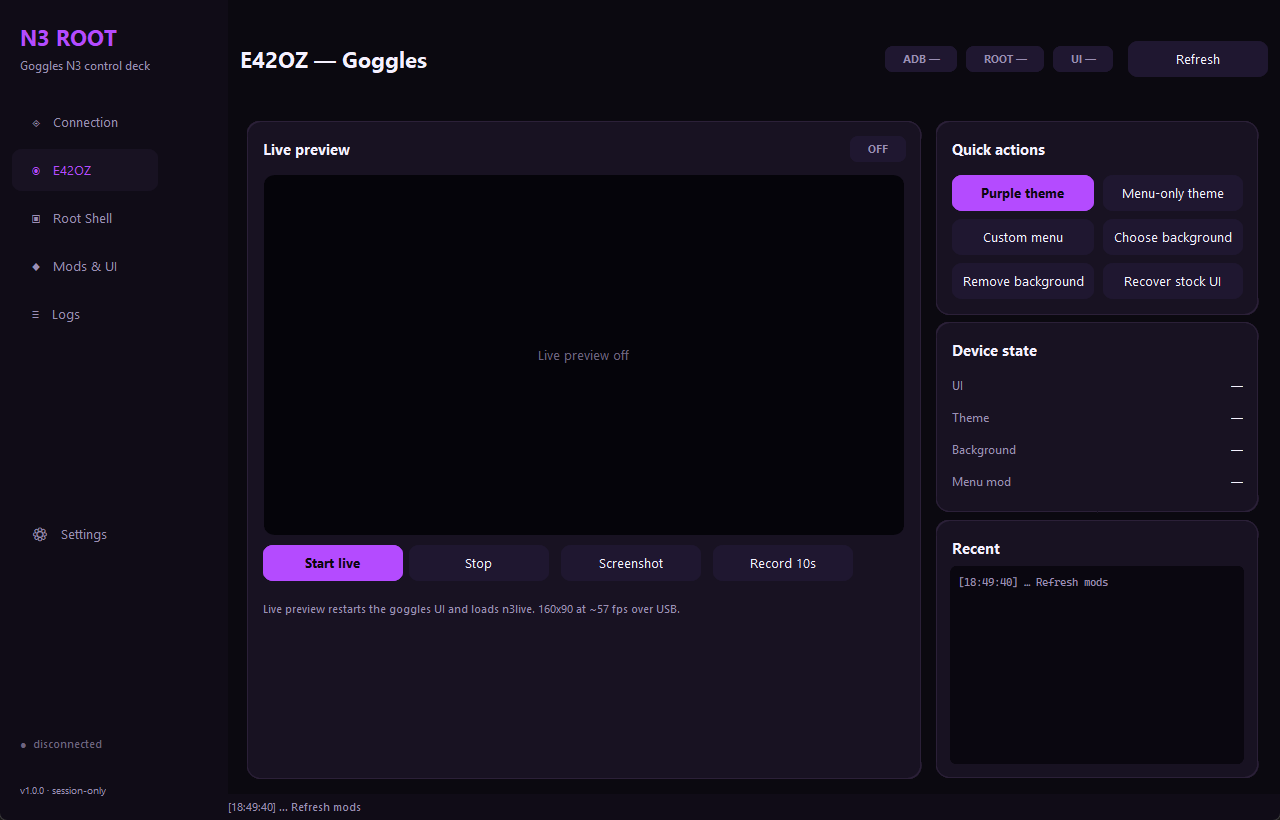 N3 ROOT
Goggles N3 control deck
Connection
E42OZ
Root Shell
Mods & UI
Logs
Settings
disconnected
v1.0.0 · session-only
E42OZ — Goggles
ADB —
ROOT —
UI —
Refresh
Live preview
OFF
Live preview off
Start live
Stop
Screenshot
Record 10s
Live preview restarts the goggles UI and loads n3live. 160x90 at ~57 fps over USB.
Quick actions
Purple theme
Menu-only theme
Custom menu
Choose background
Remove background
Recover stock UI
Device state
UI —
Theme —
Background —
Menu mod —
Recent
[18:49:40] … Refresh mods
[18:49:40] … Refresh mods